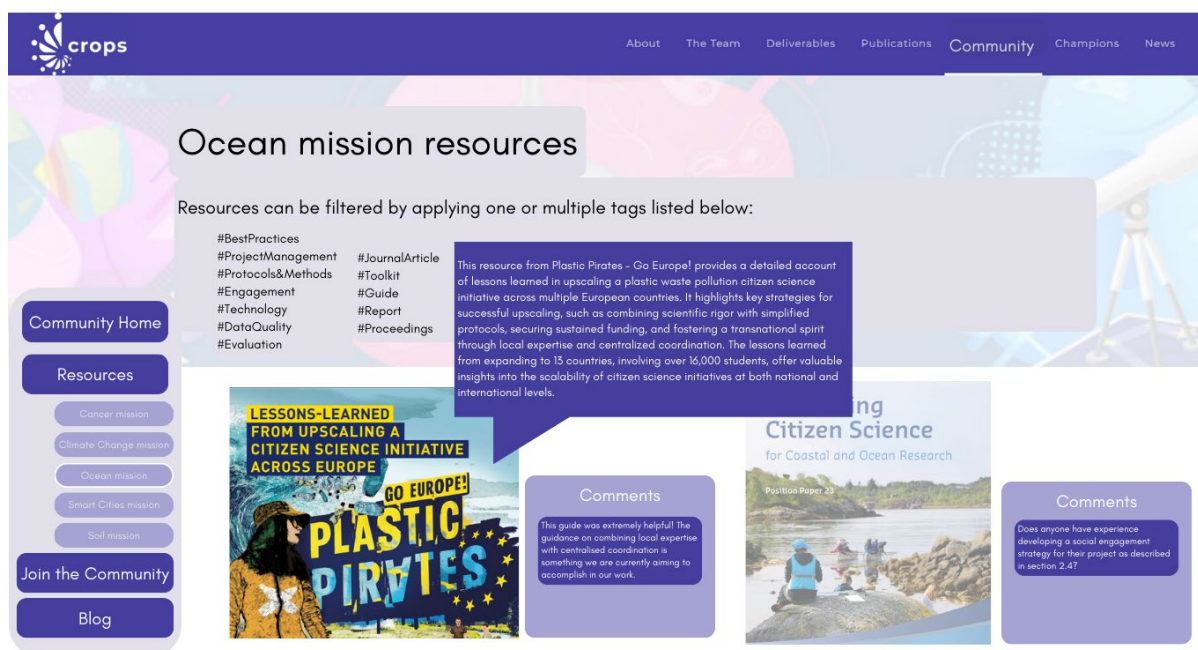 crops
About The Team Deliverables Publications Community Champions News
Ocean mission resources
Resources can be filtered by applying one or multiple tags listed below:
#BestPractices
#ProjectManagement
#Protocols&Methods
#Engagement
#Technology
#DataQuality
#Evaluation
#JournalArticle
#Toolkit
#Guide
#Report
#Proceedings
This resource from Plastic Pirates - Go Europe! provides a detailed account
of lessons learned in upscaling a plastic waste pollution citizen science
initiative across multiple European countries. It highlights key strategies for
successful upscaling, such as combining scientific rigor with simplified
protocols, securing sustained funding, and fostering a transnational spirit
through local expertise and centralized coordination. The lessons learned
from expanding to 13 countries, involving over 16,000 students, offer valuable
insights into the scalability of citizen science initiatives at both national and
international levels.
Community Home
Resources
Cancer mission
Climate Change mission
Ocean mission
Smart Cities mission
Soil mission
Join the Community
Blog
LESSONS-LEARNED
FROM UPSCALING A
CITIZEN SCIENCE INITIATIVE
ACROSS EUROPE
GO EUROPE!
PLASTIC
PIRATES
Comments
This guide was extremely helpful! The
guidance on combining local expertise
with centralised coordination is
something we are currently aiming to
accomplish in our work.
ing
Citizen Science
for Coastal and Ocean Research
Position Paper 23
Comments
Does anyone have experience
developing a social engagement
strategy for their project as described
in section 2.4?